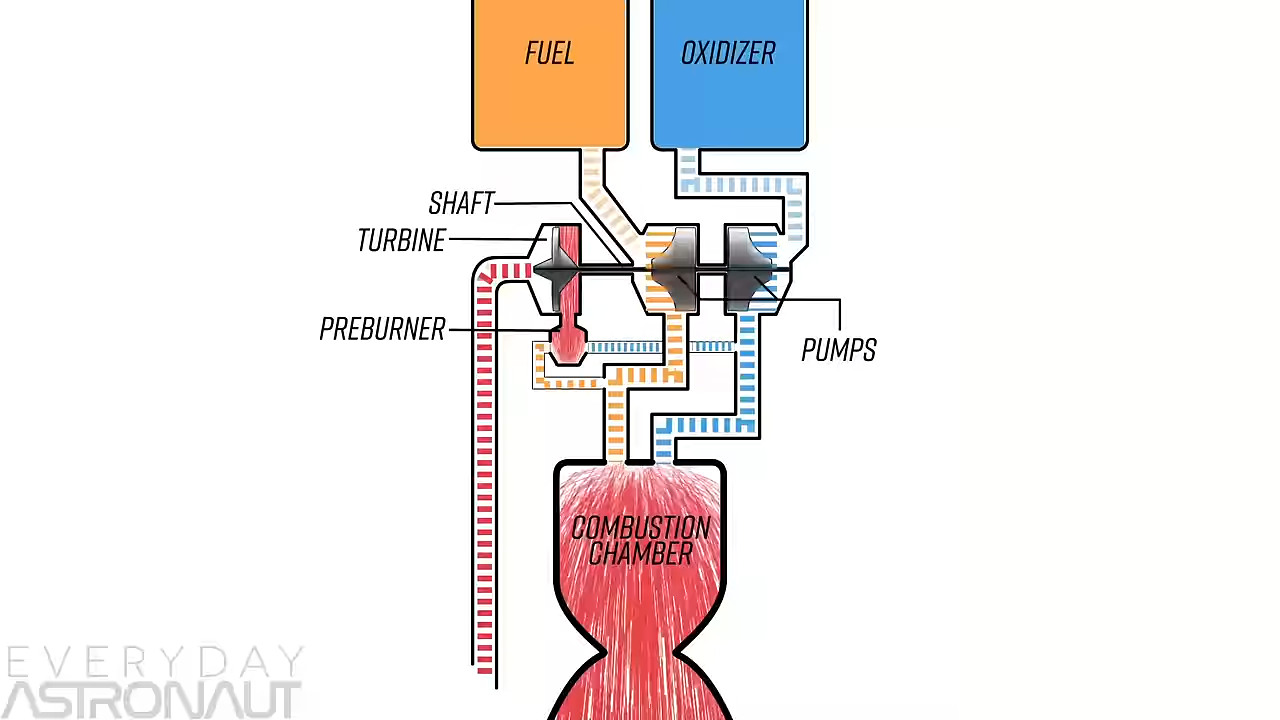 FUEL
OXIDIZER
SHAFT
TURBINE
PREBURNER
PUMPS
COMBUSTION
CHAMBER
EVERYDAY
ASTRONAUT